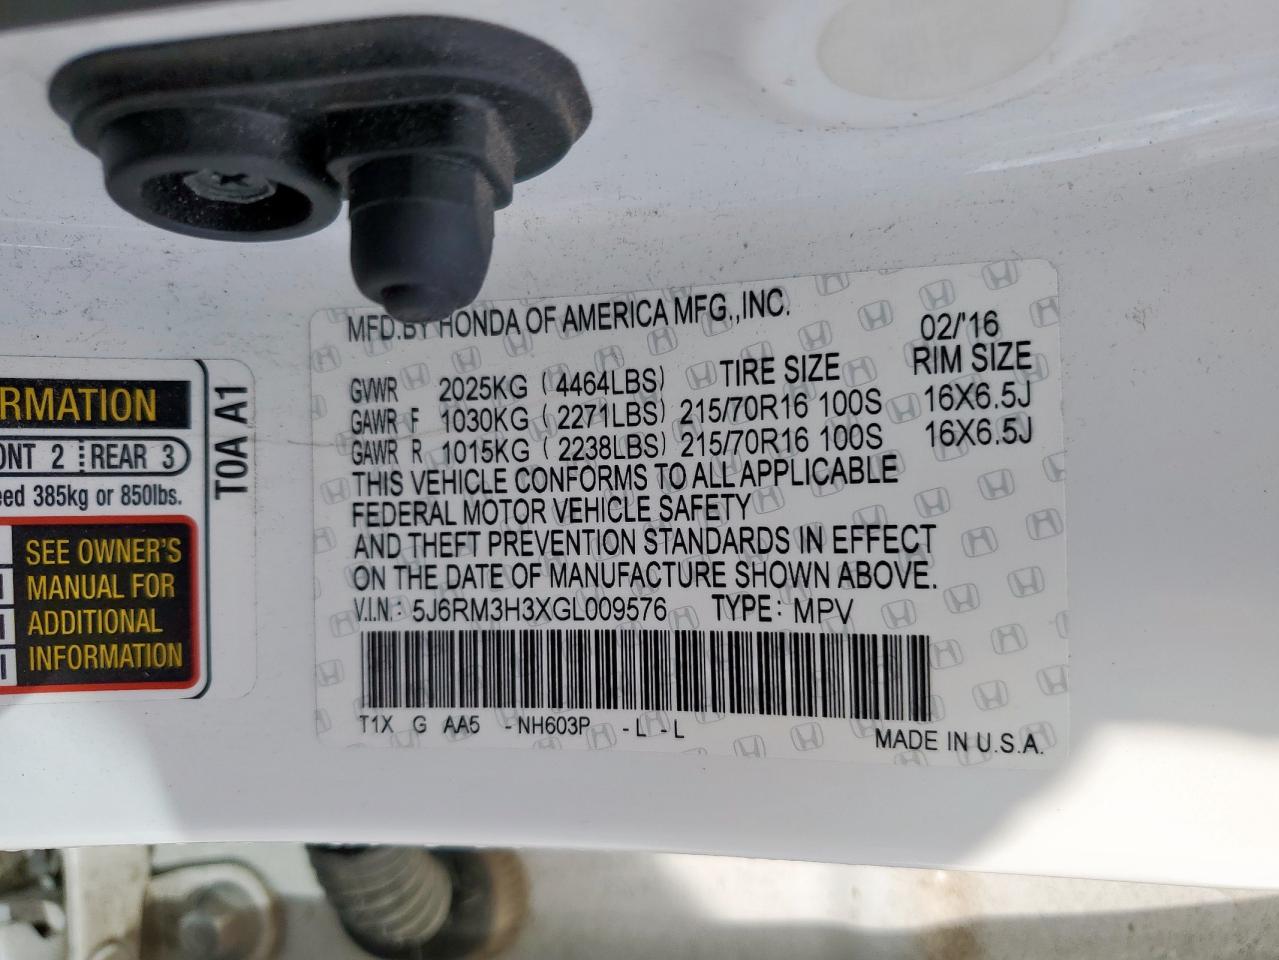 MFD.BY HONDA OF AMERICA MFG.,INC.
02/'16
TIRE SIZE RIM SIZE
GVWR 2025KG (4464LBS)
GAWR F 1030KG (2271LBS) 215/70R16 100S 16X6.5J
GAWR R 1015KG (2238LBS) 215/70R16 100S 16X6.5J
THIS VEHICLE CONFORMS TO ALL APPLICABLE
FEDERAL MOTOR VEHICLE SAFETY
AND THEFT PREVENTION STANDARDS IN EFFECT
ON THE DATE OF MANUFACTURE SHOWN ABOVE.
V.I.N.: 5J6RM3H3XGL009576 TYPE: MPV
T1X G AA5 -NH603P -L -L
MADE IN U.S.A.
RMATION
ONT 2 REAR 3
eed 385kg or 850lbs.
SEE OWNER'S
MANUAL FOR
ADDITIONAL
INFORMATION
T0A A1